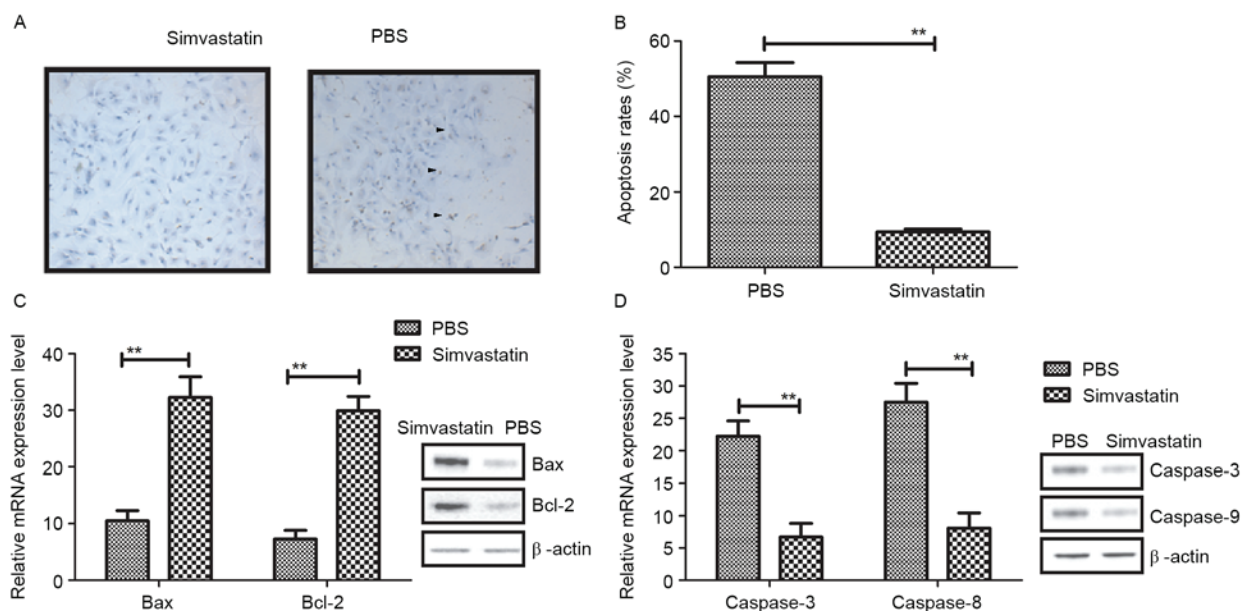 A
Simvastatin PBS
B
**
Apoptosis rates (%)
60
40
20
0
PBS Simvastatin
C
Relative mRNA expression level
PBS
Simvastatin
40
30
20
10
0
**
**
Bax Bcl-2
Simvastatin PBS
Bax
Bcl-2
β -actin
D
Relative mRNA expression level
35
30
25
20
15
10
5
0
**
**
PBS
Simvastatin
Caspase-3 Caspase-8
PBS Simvastatin
Caspase-3
Caspase-9
β -actin